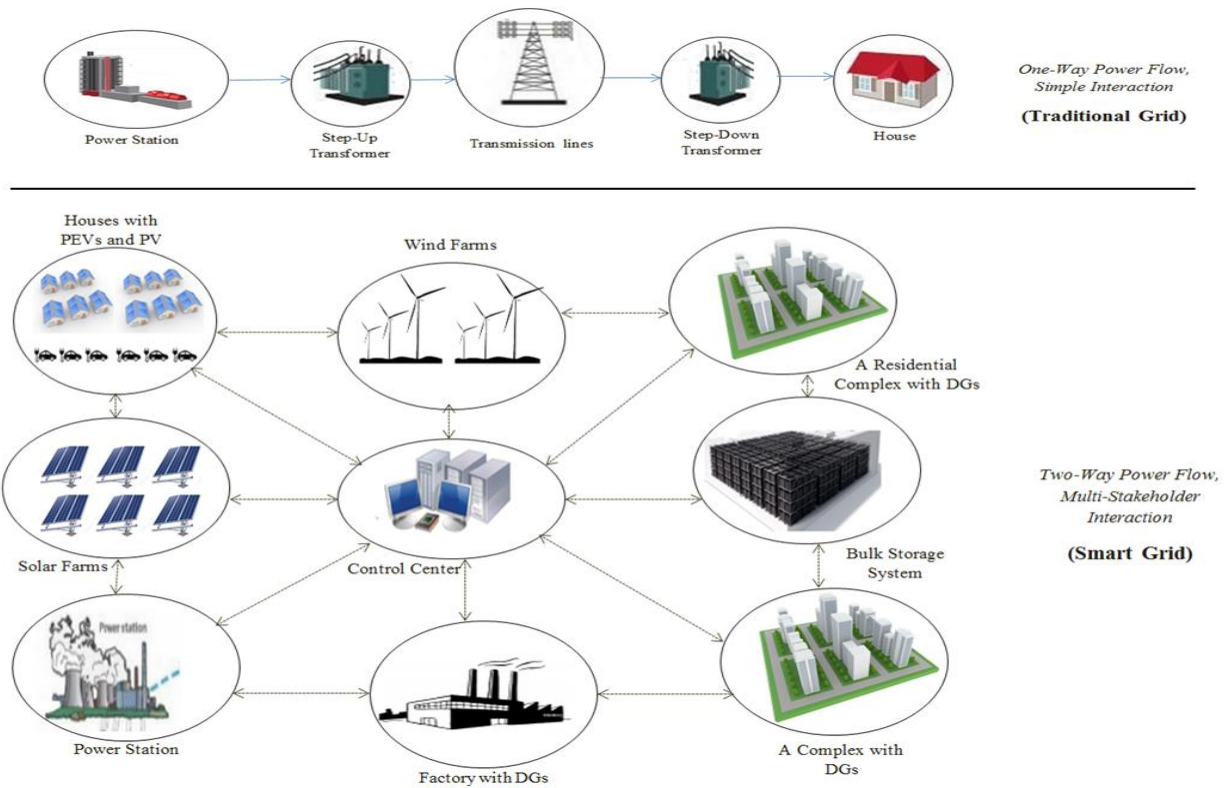 One-Way Power Flow,
Simple Interaction
(Traditional Grid)
Power Station
Step-Up
Transformer
Transmission lines
Step-Down
Transformer
House
Houses with
PEVs and PV
Wind Farms
A Residential
Complex with DGs
Solar Farms
Control Center
Bulk Storage
System
Two-Way Power Flow,
Multi-Stakeholder
Interaction
(Smart Grid)
Power station
Power Station
Factory with DGs
A Complex with
DGs